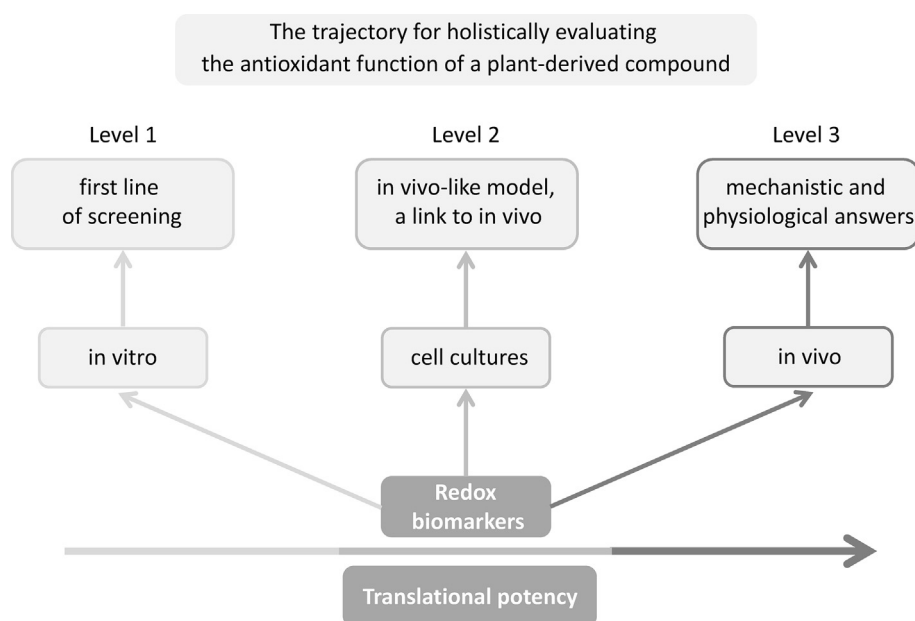 The trajectory for holistically evaluating
the antioxidant function of a plant-derived compound
Level 1
Level 2
Level 3
first line
of screening
in vivo-like model,
a link to in vivo
mechanistic and
physiological answers
in vitro
cell cultures
in vivo
Redox
biomarkers
Translational potency